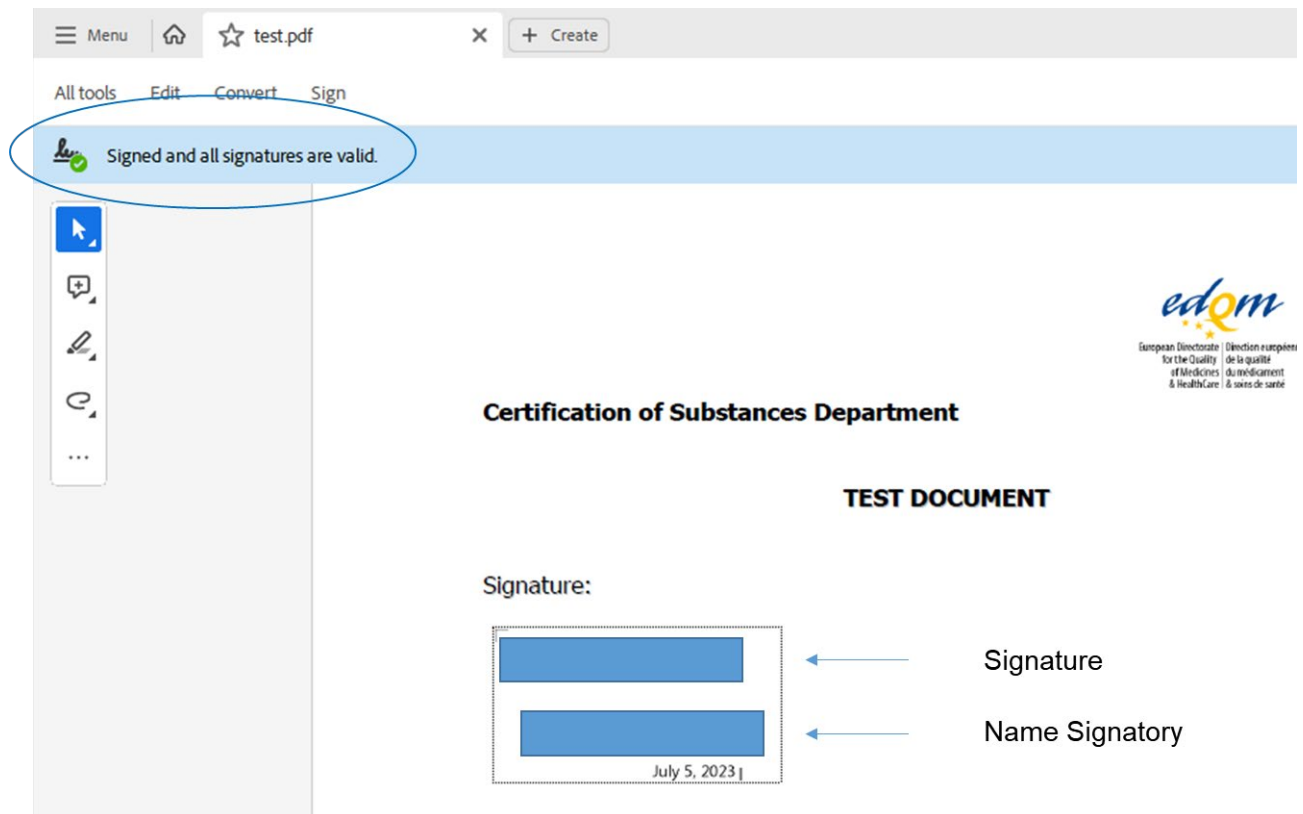 Menu test.pdf Create
All tools Edit Convert Sign
Signed and all signatures are valid.
edQm
European Directorate
for the Quality
of Medicines
& HealthCare
Direction européenne
de la qualité
du médicament
& soins de santé
Certification of Substances Department
TEST DOCUMENT
Signature:
Signature
Name Signatory
July 5, 2023